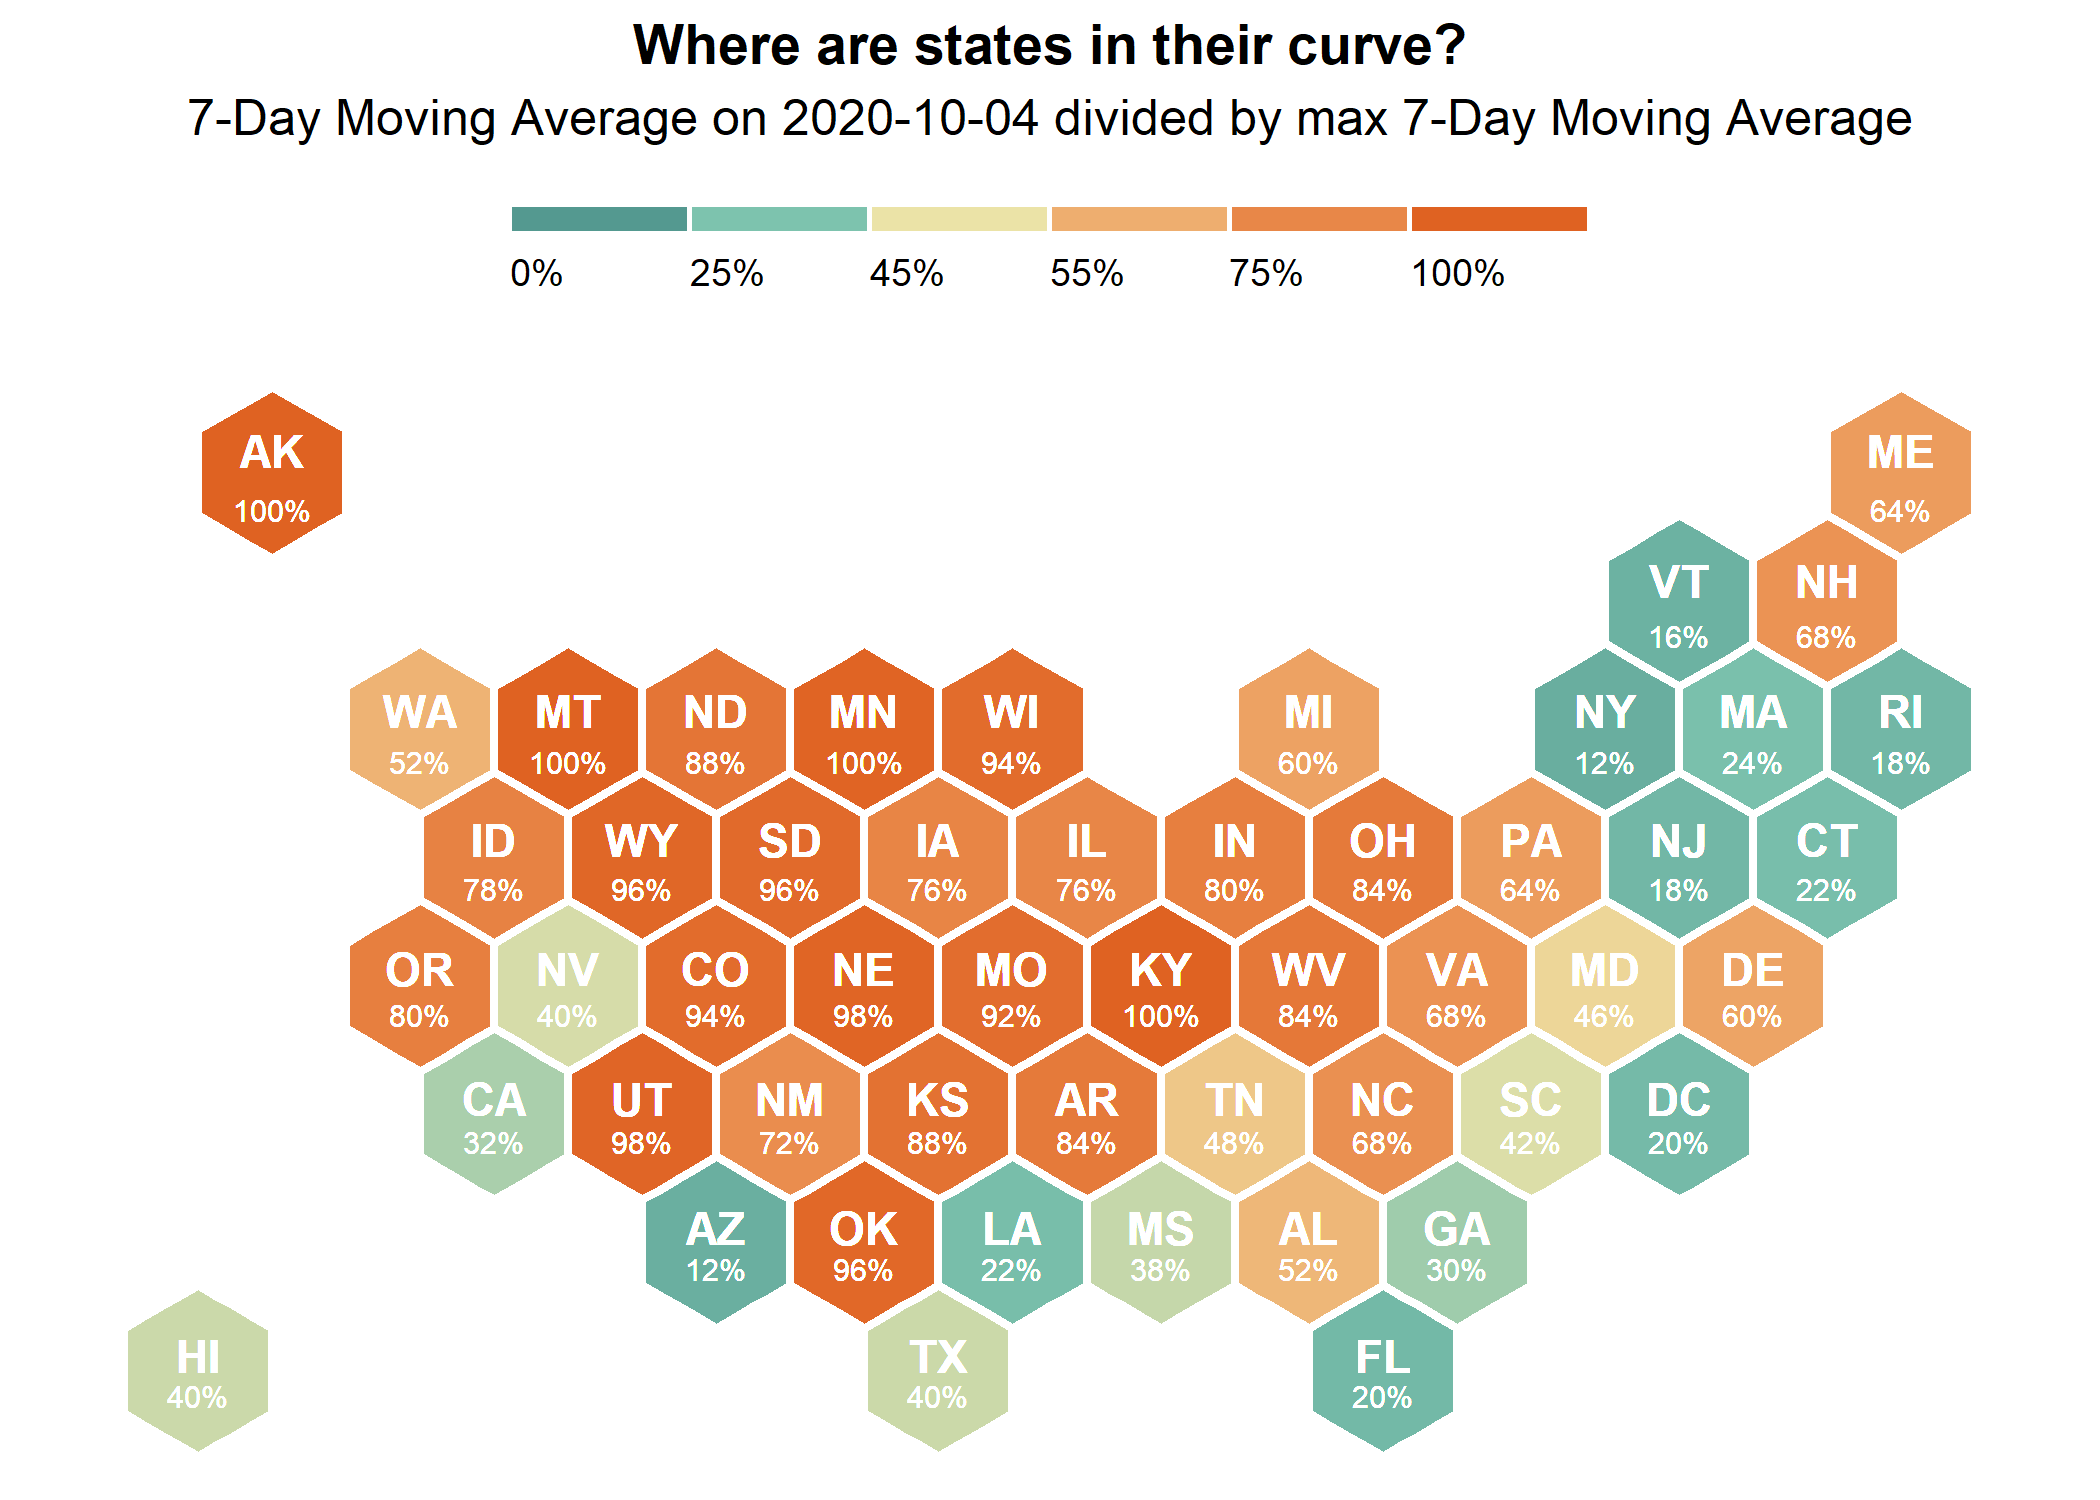 Where are states in their curve?
7-Day Moving Average on 2020-10-04 divided by max 7-Day Moving Average
0% 25% 45% 55% 75% 100%
AK ME
100% 64%
VT NH
16% 68%
WA MT ND MN WI MI NY MA RI
52% 100% 88% 100% 94% 60% 12% 24% 18%
ID WY SD IA IL IN OH PA NJ CT
78% 96% 96% 76% 76% 80% 84% 64% 18% 22%
OR NV CO NE MO KY WV VA MD DE
80% 40% 94% 98% 92% 100% 84% 68% 46% 60%
CA UT NM KS AR TN NC SC DC
32% 98% 72% 88% 84% 48% 68% 42% 20%
AZ OK LA MS AL GA
12% 96% 22% 38% 52% 30%
HI TX FL
40% 40% 20%